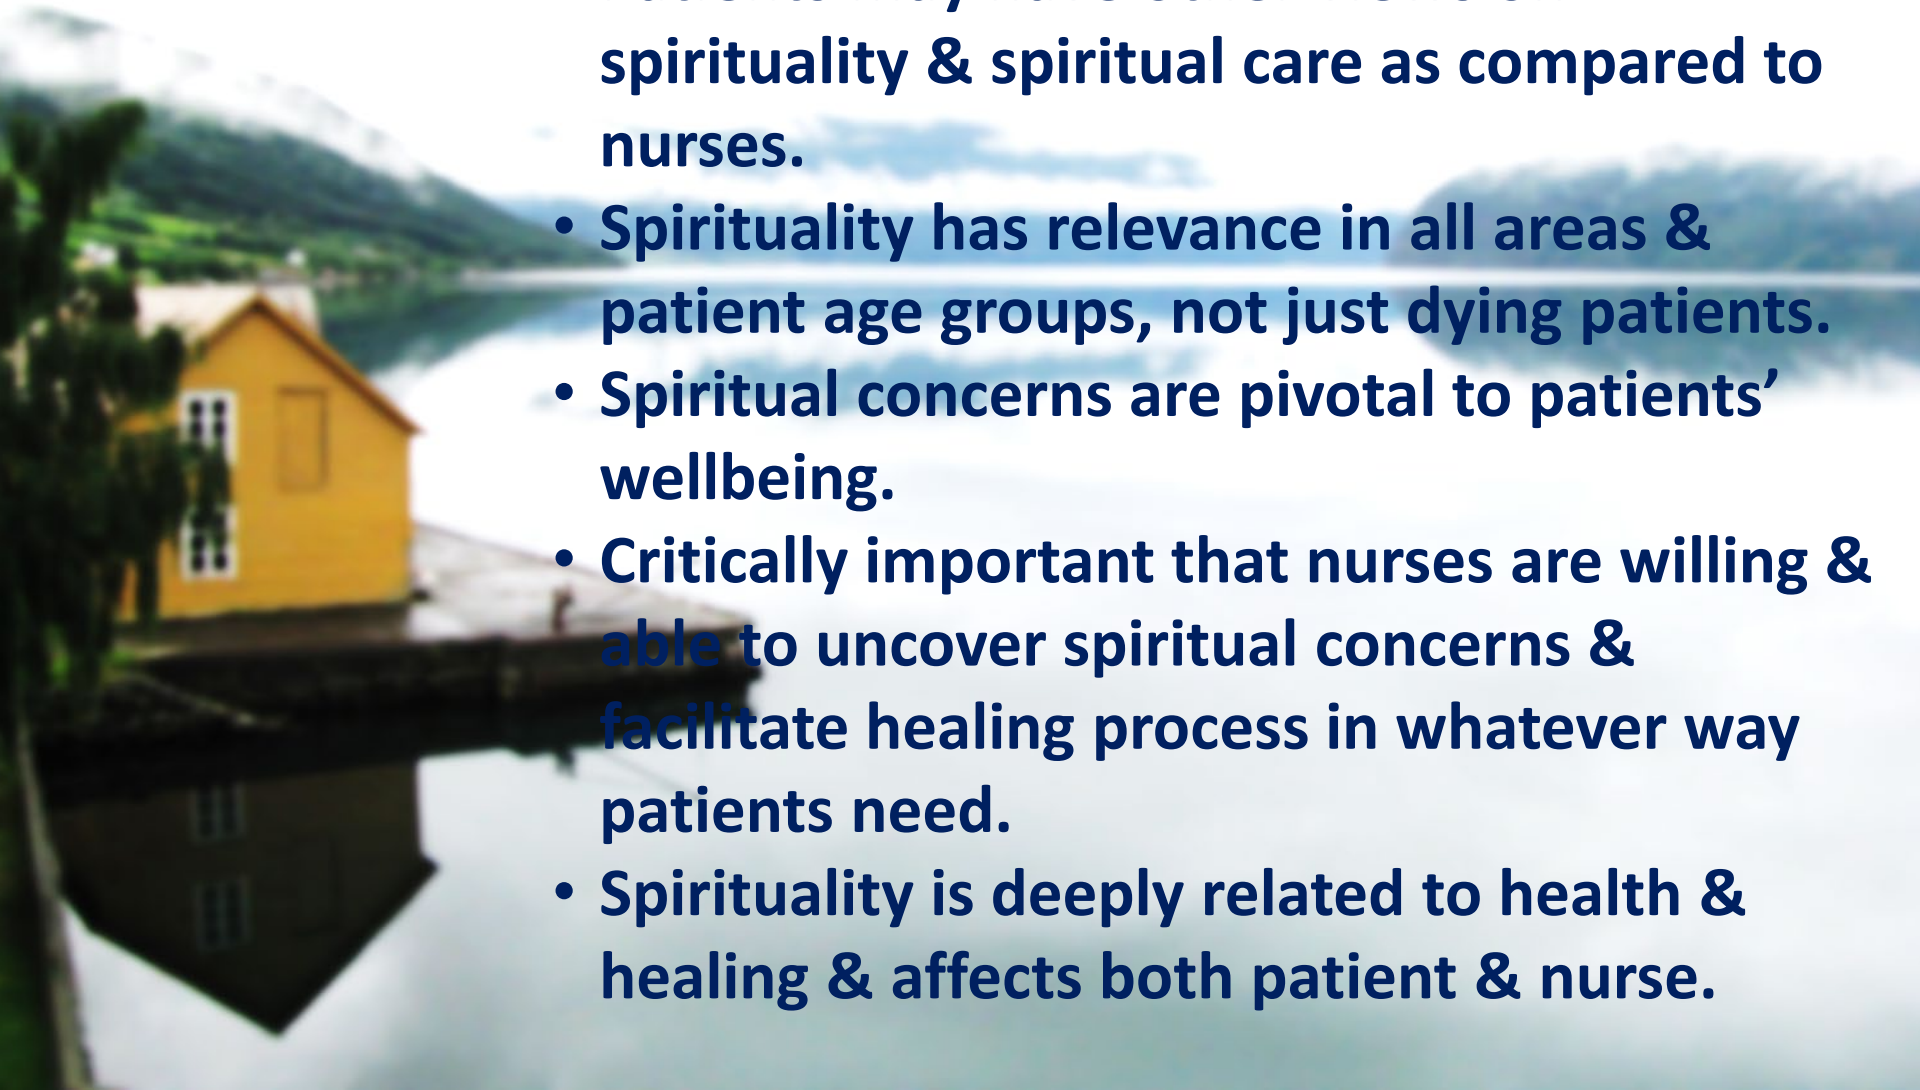 spirituality & spiritual care as compared to
nurses.
• Spirituality has relevance in all areas &
patient age groups, not just dying patients.
• Spiritual concerns are pivotal to patients’
wellbeing.
• Critically important that nurses are willing &
able to uncover spiritual concerns &
facilitate healing process in whatever way
patients need.
• Spirituality is deeply related to health &
healing & affects both patient & nurse.